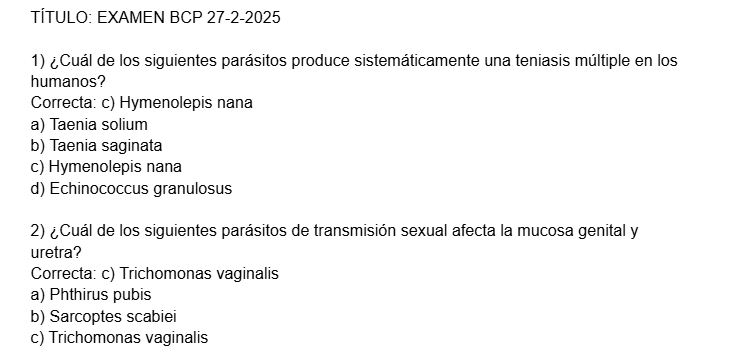 TÍTULO: EXAMEN BCP 27-2-2025
1) ¿Cuál de los siguientes parásitos produce sistemáticamente una teniasis múltiple en los
humanos?
Correcta: c) Hymenolepis nana
a) Taenia solium
b) Taenia saginata
c) Hymenolepis nana
d) Echinococcus granulosus
2) ¿Cuál de los siguientes parásitos de transmisión sexual afecta la mucosa genital y
uretra?
Correcta: c) Trichomonas vaginalis
a) Phthirus pubis
b) Sarcoptes scabiei
c) Trichomonas vaginalis